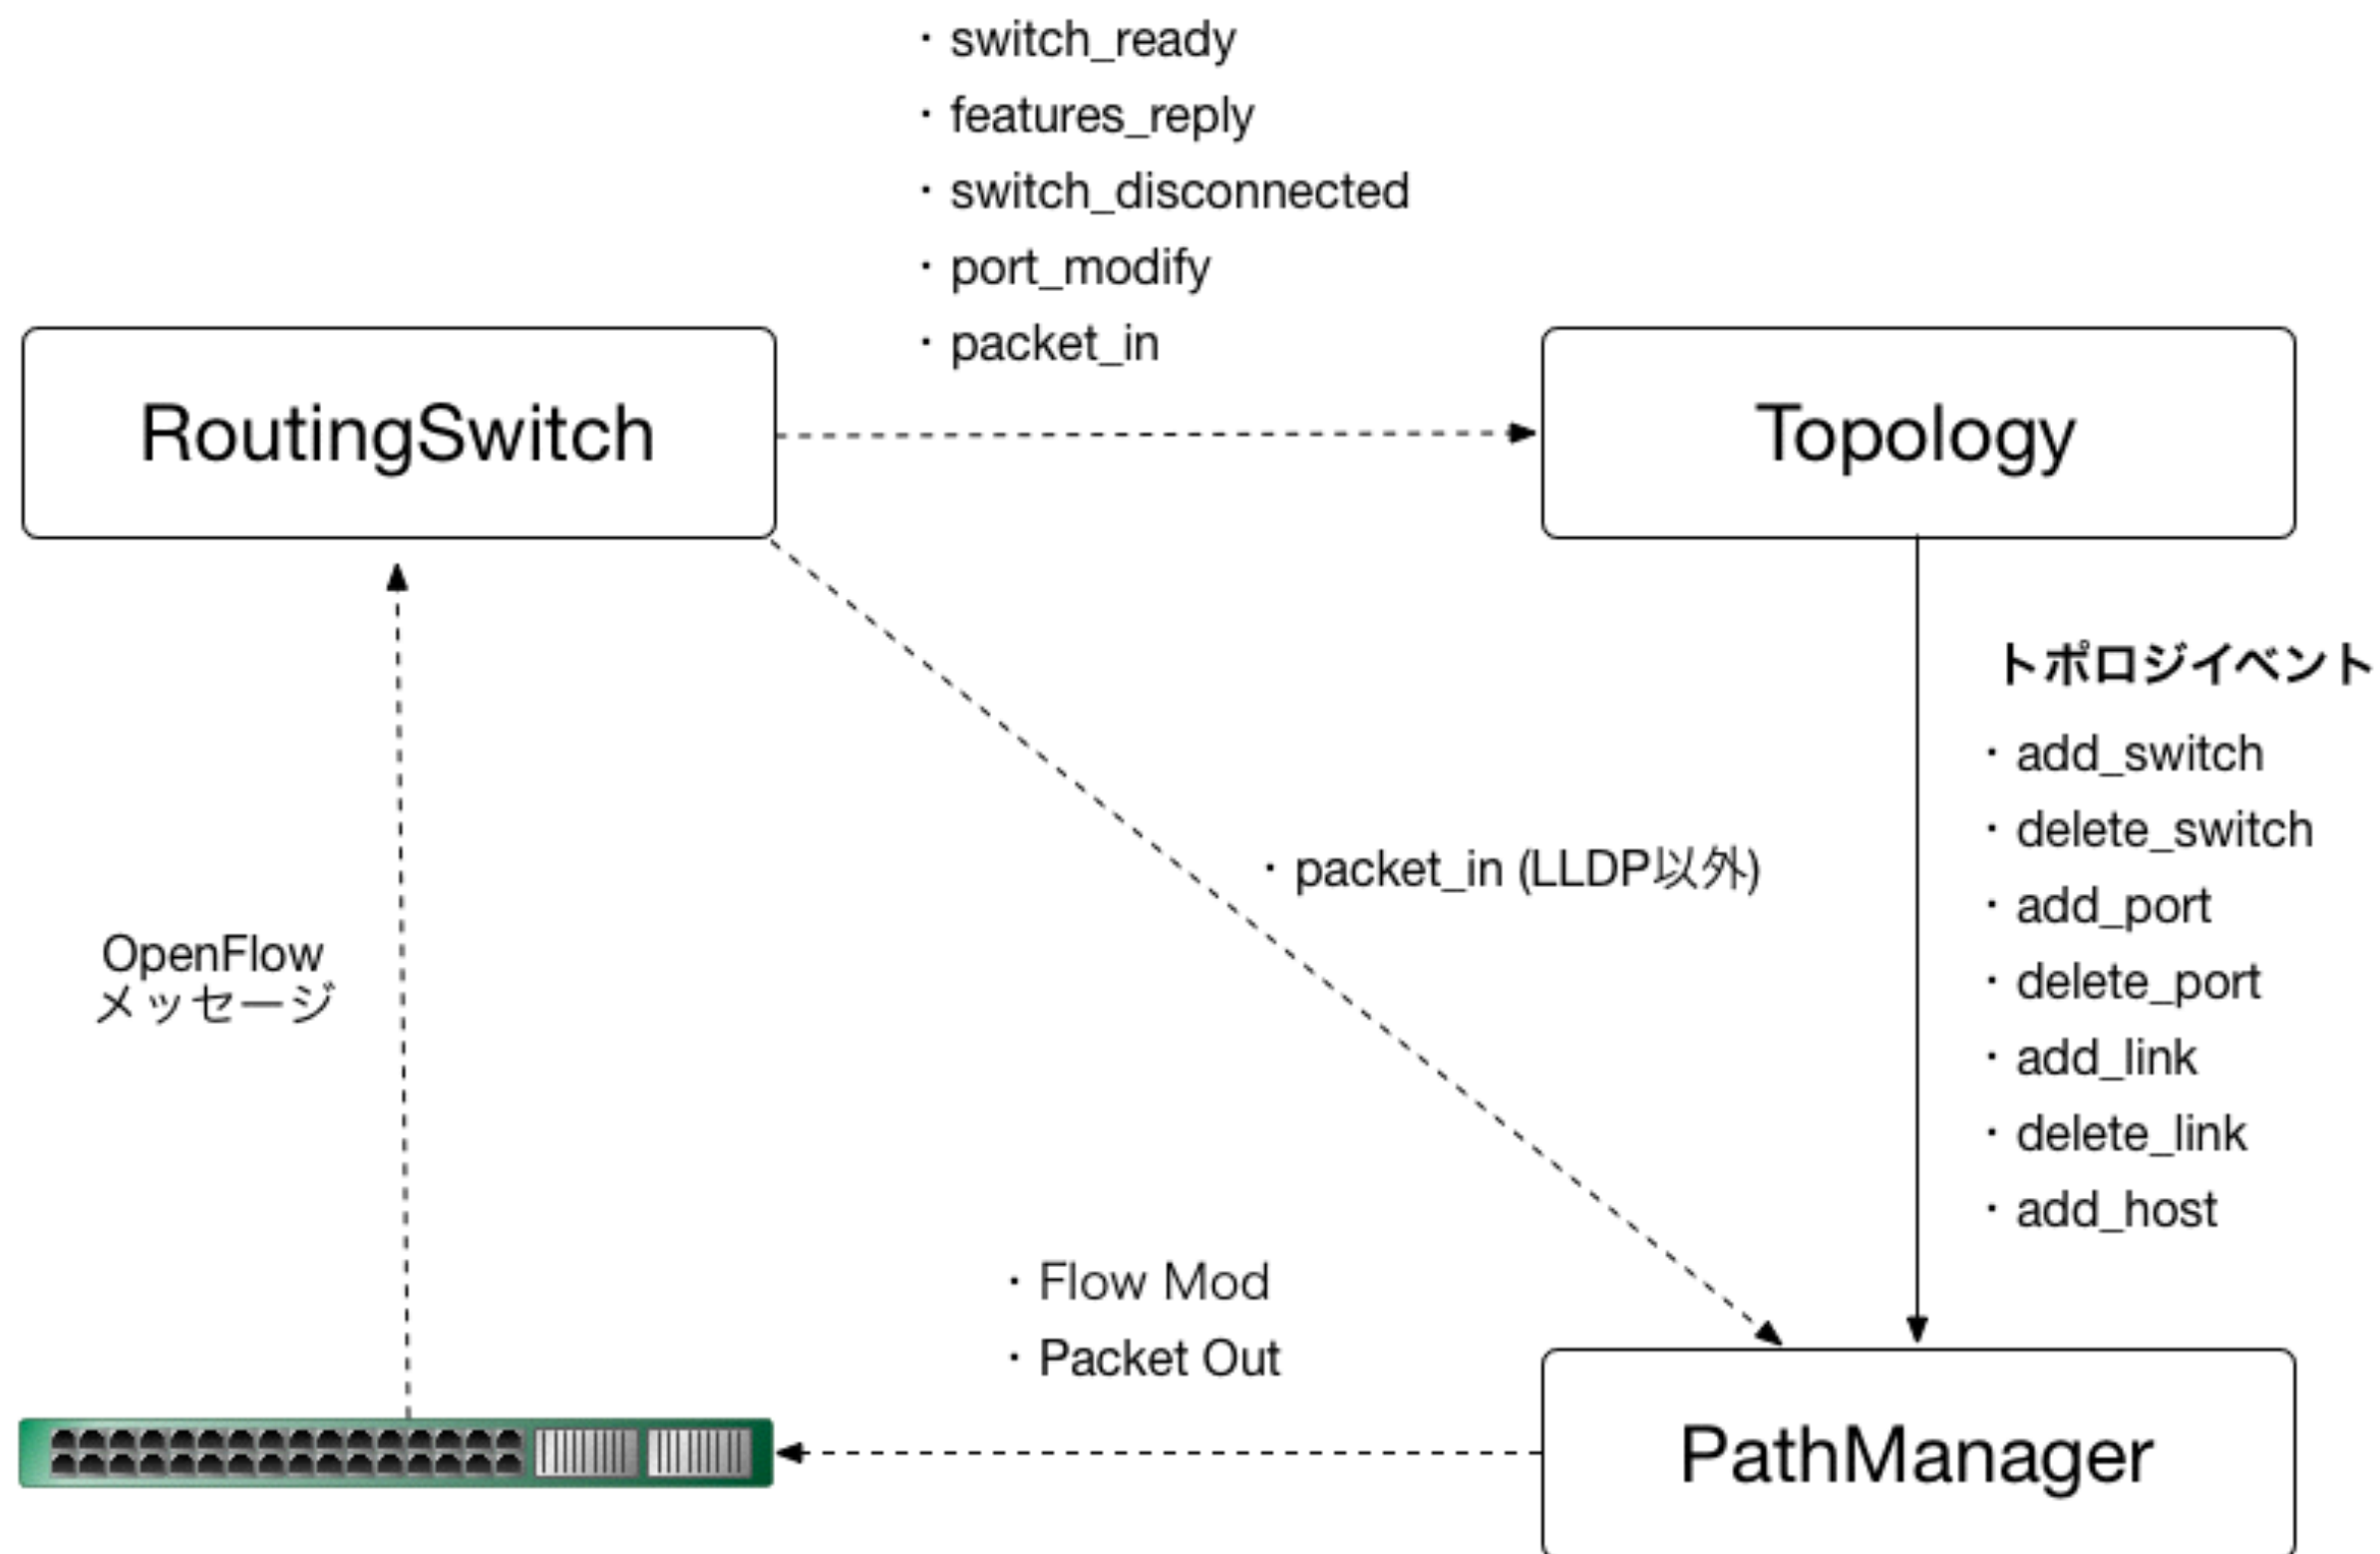 ・switch_ready
・features_reply
・switch_disconnected
・port_modify
・packet_in
RoutingSwitch
Topology
トポロジイベント
・add_switch
・delete_switch
・add_port
・delete_port
・add_link
・delete_link
・add_host
・packet_in (LLDP以外)
OpenFlow
メッセージ
・Flow Mod
・Packet Out
PathManager